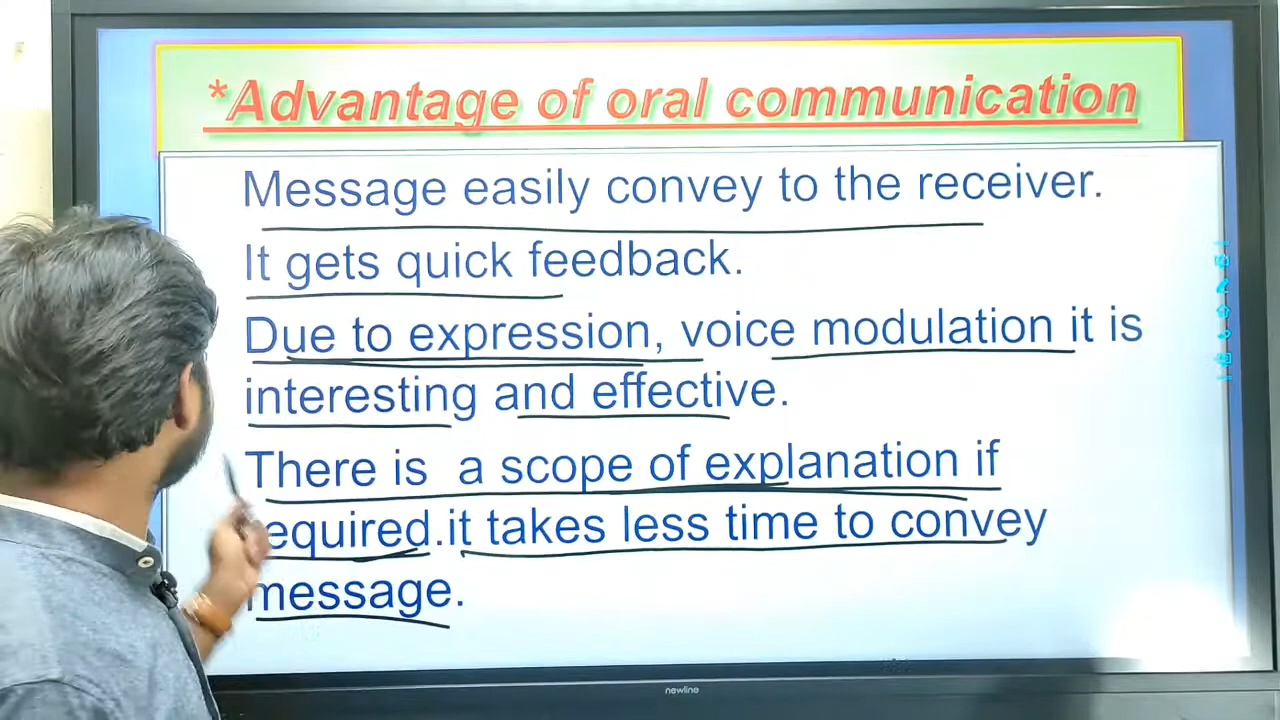 *Advantage of oral communication
Message easily convey to the receiver.
It gets quick feedback.
Due to expression, voice modulation it is
interesting and effective.
There is a scope of explanation if
equired.it takes less time to convey
message.
newline